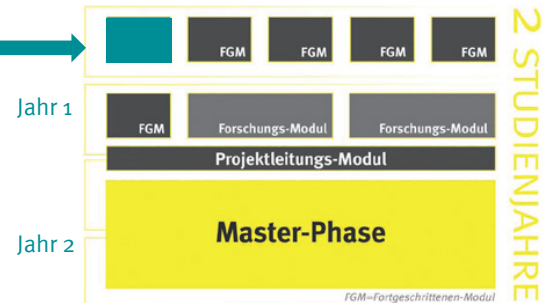 FGM FGM FGM FGM
Jahr 1
FGM Forschungs-Modul Forschungs-Modul
Projektleitungs-Modul
Master-Phase
Jahr 2
FGM=Fortgeschrittenen-Modul
2 STUDIENJAHRE